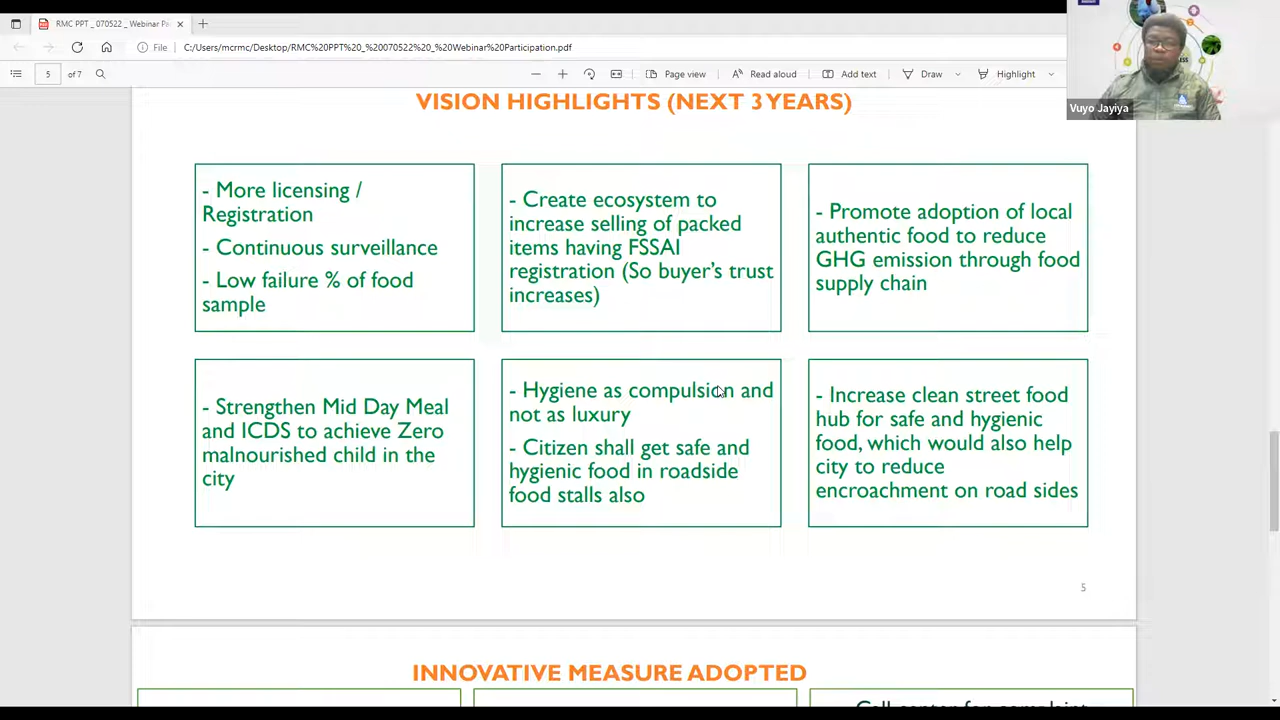 RMC PPT _ 070522 _ Webinar Pa
File
C:/Users/mcrmc/Desktop/RMC%20PPT%20_%20070522%20_%20Webinar%20Participation.pdf
5 of 7
Page view
Read aloud
Add text
Draw
Highlight
Vuyo Jayiya
VISION HIGHLIGHTS (NEXT 3 YEARS)
- More licensing /
Registration
- Continuous surveillance
- Low failure % of food
sample
- Create ecosystem to
increase selling of packed
items having FSSAI
registration (So buyer's trust
increases)
- Promote adoption of local
authentic food to reduce
GHG emission through food
supply chain
- Strengthen Mid Day Meal
and ICDS to achieve Zero
malnourished child in the
city
- Hygiene as compulsion and
not as luxury
- Citizen shall get safe and
hygienic food in roadside
food stalls also
- Increase clean street food
hub for safe and hygienic
food, which would also help
city to reduce
encroachment on road sides
5
INNOVATIVE MEASURE ADOPTED
Call center for complaint